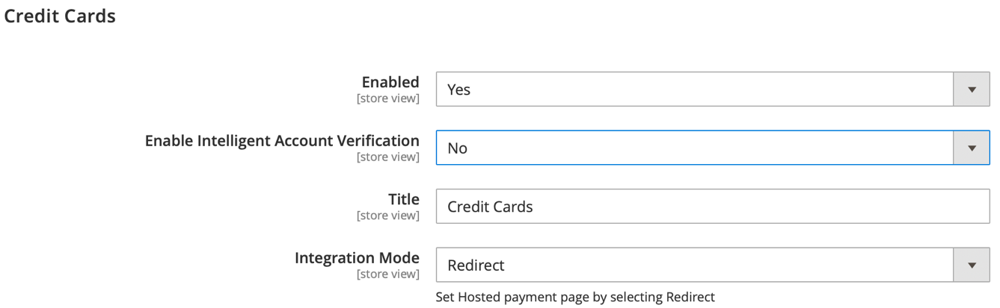 Credit Cards
Enabled
[store view]
Yes
Enable Intelligent Account Verification
[store view]
No
Title
[store view]
Credit Cards
Integration Mode
[store view]
Redirect
Set Hosted payment page by selecting Redirect